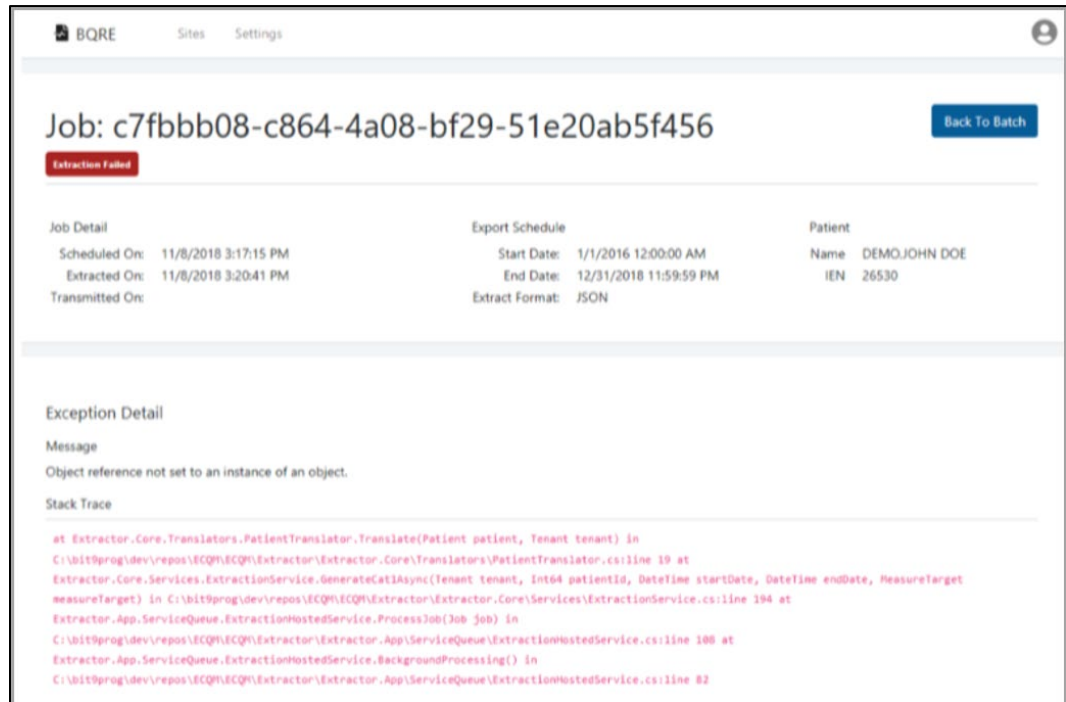 BQRE Sites Settings
Job: c7fbbb08-c864-4a08-bf29-51e20ab5f456
Back To Batch
Extraction Failed
Job Detail
Scheduled On: 11/8/2018 3:17:15 PM
Extracted On: 11/8/2018 3:20:41 PM
Transmitted On:
Export Schedule
Start Date: 1/1/2016 12:00:00 AM
End Date: 12/31/2018 11:59:59 PM
Extract Format: JSON
Patient
Name DEMO,JOHN DOE
IEN 26530
Exception Detail
Message
Object reference not set to an instance of an object.
Stack Trace
at Extractor.Core.Translators.PatientTranslator.Translate(Patient patient, Tenant tenant) in
C:\bit9prog\dev\repos\ECQM\ECQM\Extractor\Extractor.Core\Translators\PatientTranslator.cs:line 19 at
Extractor.Core.Services.ExtractionService.GenerateCat1Async(Tenant tenant, Int64 patientId, DateTime startDate, DateTime endDate, MeasureTarget
measureTarget) in C:\bit9prog\dev\repos\ECQM\ECQM\Extractor\Extractor.Core\Services\ExtractionService.cs:line 194 at
Extractor.App.ServiceQueue.ExtractionHostedService.ProcessJob(Job job) in
C:\bit9prog\dev\repos\ECQM\ECQM\Extractor\Extractor.App\ServiceQueue\ExtractionHostedService.cs:line 108 at
Extractor.App.ServiceQueue.ExtractionHostedService.BackgroundProcessing() in
C:\bit9prog\dev\repos\ECQM\ECQM\Extractor\Extractor.App\ServiceQueue\ExtractionHostedService.cs:line 82